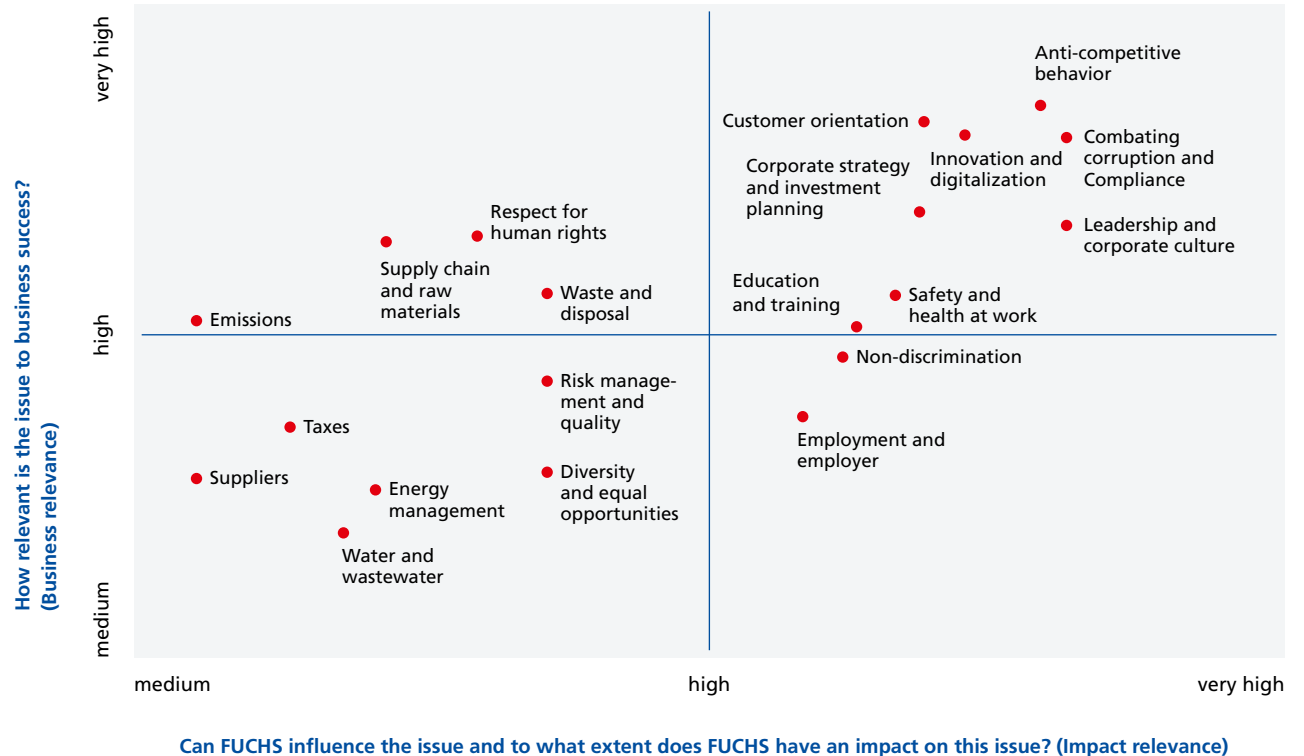 How relevant is the issue to business success?
(Business relevance)
very high
high
medium
Anti-competitive
behavior
Customer orientation
Innovation and
digitalization
Combating
corruption and
Compliance
Corporate strategy
and investment
planning
Leadership and
corporate culture
Respect for
human rights
Supply chain
and raw
materials
Waste and
disposal
Education
and training
Safety and
health at work
Emissions
Non-discrimination
Risk manage-
ment and
quality
Taxes
Employment and
employer
Suppliers
Energy
management
Diversity
and equal
opportunities
Water and
wastewater
medium
high
very high
Can FUCHS influence the issue and to what extent does FUCHS have an impact on this issue? (Impact relevance)